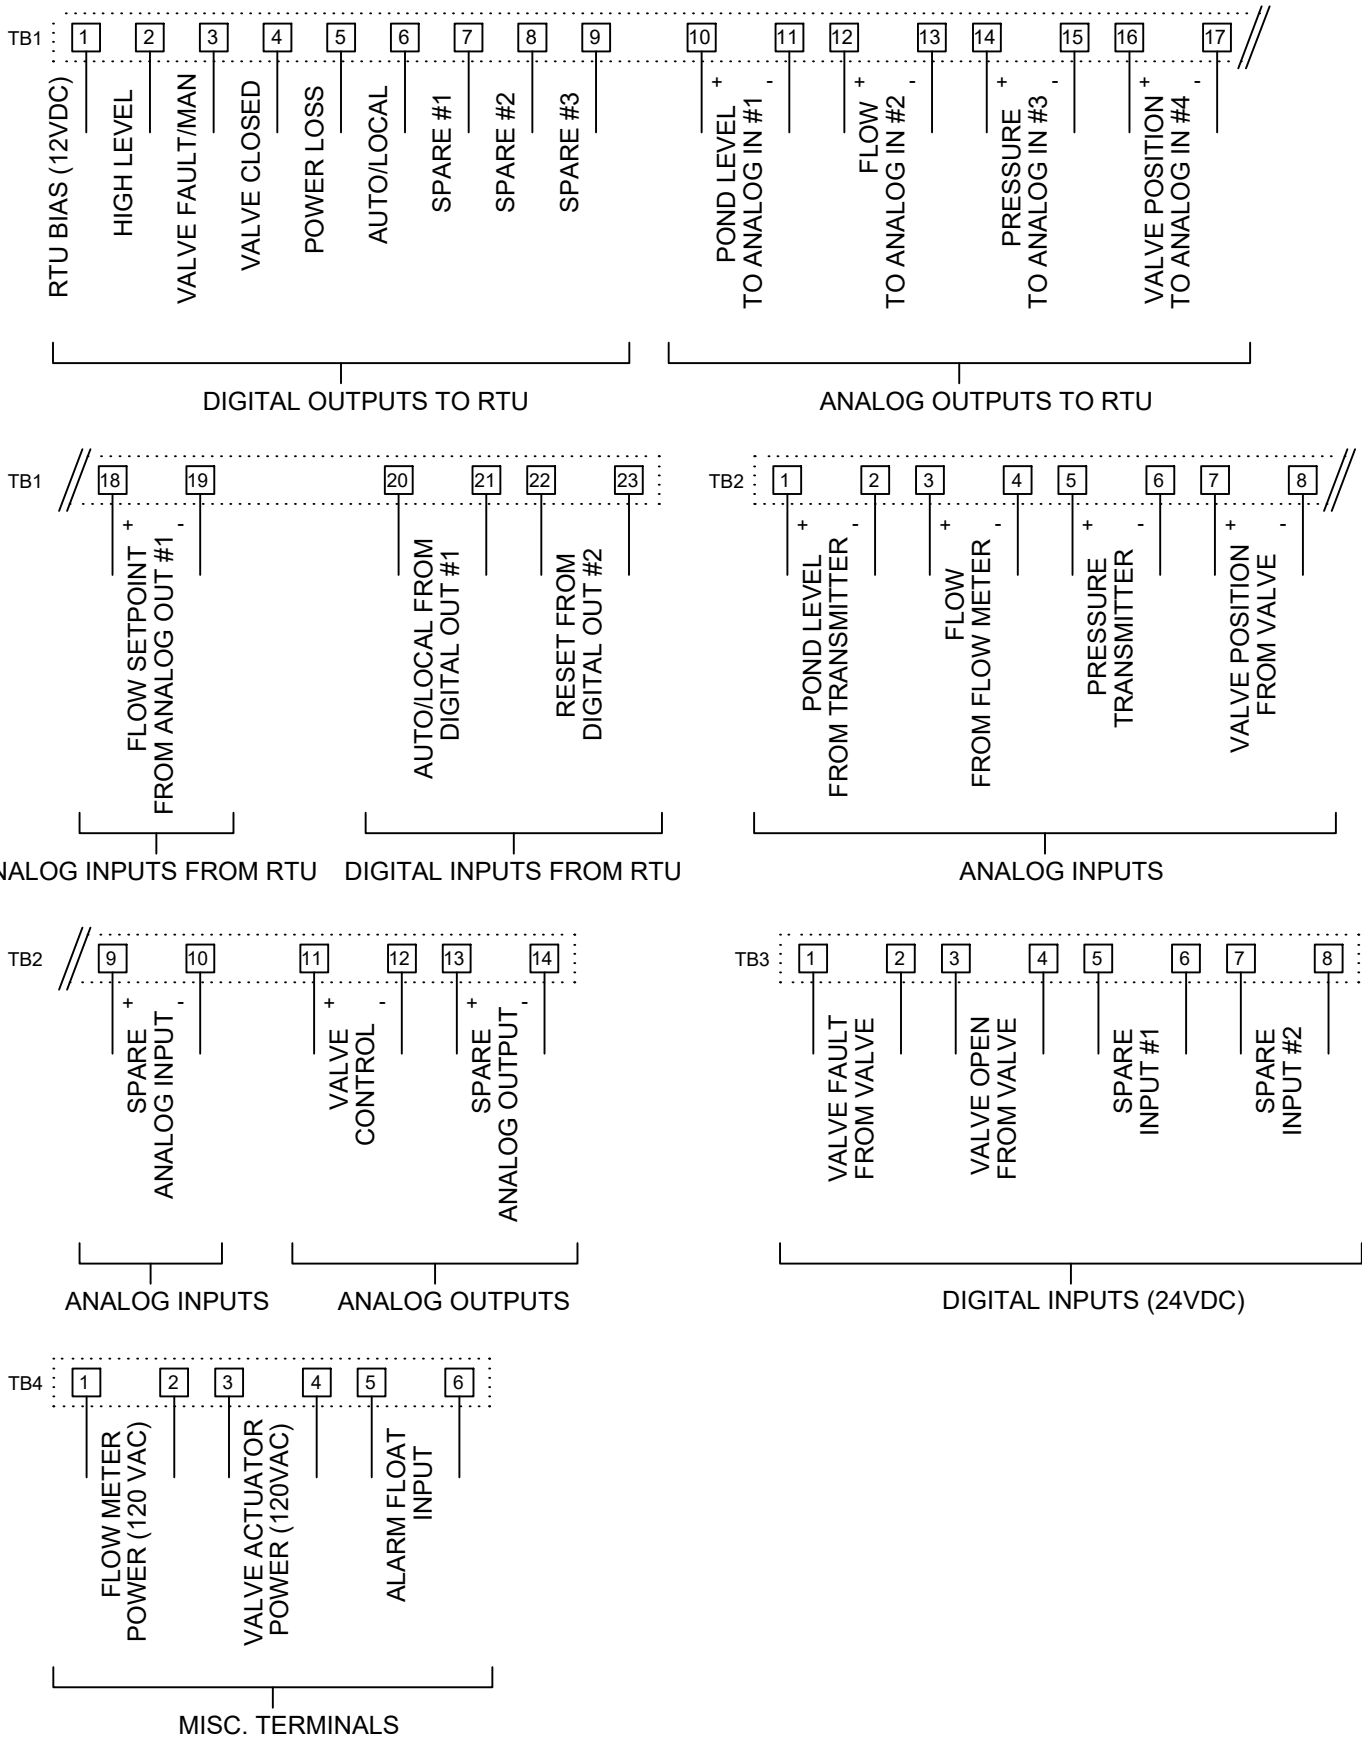 TB1 1 2 3 4 5 6 7 8 9 10 11 12 13 14 15 16 17
+ - + - + - + -
RTU BIAS (12VDC)
HIGH LEVEL
VALVE FAULT/MAN
VALVE CLOSED
POWER LOSS
AUTO/LOCAL
SPARE #1
SPARE #2
SPARE #3
POND LEVEL
TO ANALOG IN #1
FLOW
TO ANALOG IN #2
PRESSURE
TO ANALOG IN #3
VALVE POSITION
TO ANALOG IN #4
DIGITAL OUTPUTS TO RTU
ANALOG OUTPUTS TO RTU
TB1 18 19 20 21 22 23
+ -
FLOW SETPOINT
FROM ANALOG OUT #1
AUTO/LOCAL FROM
DIGITAL OUT #1
RESET FROM
DIGITAL OUT #2
NALOG INPUTS FROM RTU
DIGITAL INPUTS FROM RTU
TB2 1 2 3 4 5 6 7 8
+ - + - + - + -
POND LEVEL
FROM TRANSMITTER
FLOW
FROM FLOW METER
PRESSURE
TRANSMITTER
VALVE POSITION
FROM VALVE
ANALOG INPUTS
TB2 9 10 11 12 13 14
+ - + - + -
SPARE
ANALOG INPUT
VALVE
CONTROL
SPARE
ANALOG OUTPUT
ANALOG INPUTS
ANALOG OUTPUTS
TB3 1 2 3 4 5 6 7 8
VALVE FAULT
FROM VALVE
VALVE OPEN
FROM VALVE
SPARE
INPUT #1
SPARE
INPUT #2
DIGITAL INPUTS (24VDC)
TB4 1 2 3 4 5 6
FLOW METER
POWER (120 VAC)
VALVE ACTUATOR
POWER (120VAC)
ALARM FLOAT
INPUT
MISC. TERMINALS